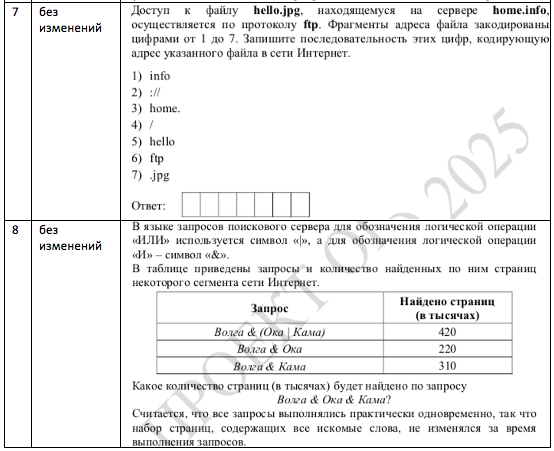 7
без
изменений
Доступ к файлу hello.jpg, находящемуся на сервере home.info,
осуществляется по протоколу ftp. Фрагменты адреса файла закодированы
цифрами от 1 до 7. Запишите последовательность этих цифр, кодирующую
адрес указанного файла в сети Интернет.
1) info
2) ://
3) home.
4) /
5) hello
6) ftp
7) .jpg
Ответ:
8
без
изменений
В языке запросов поискового сервера для обозначения логической операции
«ИЛИ» используется символ «|», а для обозначения логической операции
«И» – символ «&».
В таблице приведены запросы и количество найденных по ним страниц
некоторого сегмента сети Интернет.
Запрос
Найдено страниц
(в тысячах)
Волга & (Ока | Кама)
420
Волга & Ока
220
Волга & Кама
310
Какое количество страниц (в тысячах) будет найдено по запросу
Волга & Ока & Кама?
Считается, что все запросы выполнялись практически одновременно, так что
набор страниц, содержащих все искомые слова, не изменялся за время
выполнения запросов.
ПРОЕКТ ОГЭ 2025